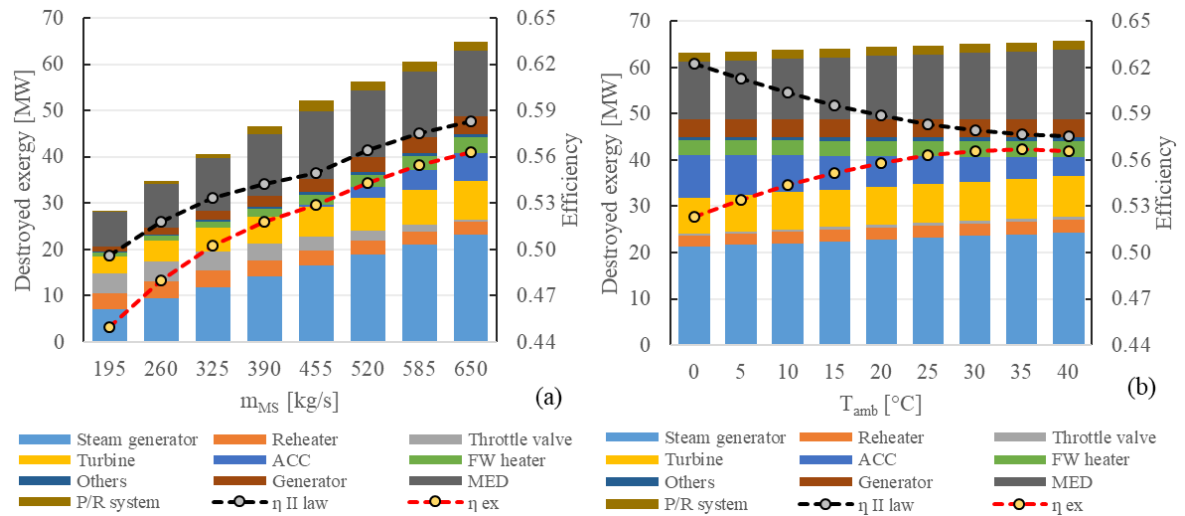 70
60
50
40
30
20
10
0
Destroyed exergy [MW]
0.65
0.62
0.59
0.56
0.53
0.50
0.47
0.44
Efficiency
195 260 325 390 455 520 585 650
m_MS [kg/s]
(a)
Steam generator Reheater Throttle valve
Turbine ACC FW heater
Others Generator MED
P/R system η II law η ex
70
60
50
40
30
20
10
0
Destroyed exergy [MW]
0.65
0.62
0.59
0.56
0.53
0.50
0.47
0.44
Efficiency
0 5 10 15 20 25 30 35 40
T_amb [°C]
(b)
Steam generator Reheater Throttle valve
Turbine ACC FW heater
Others Generator MED
P/R system η II law η ex